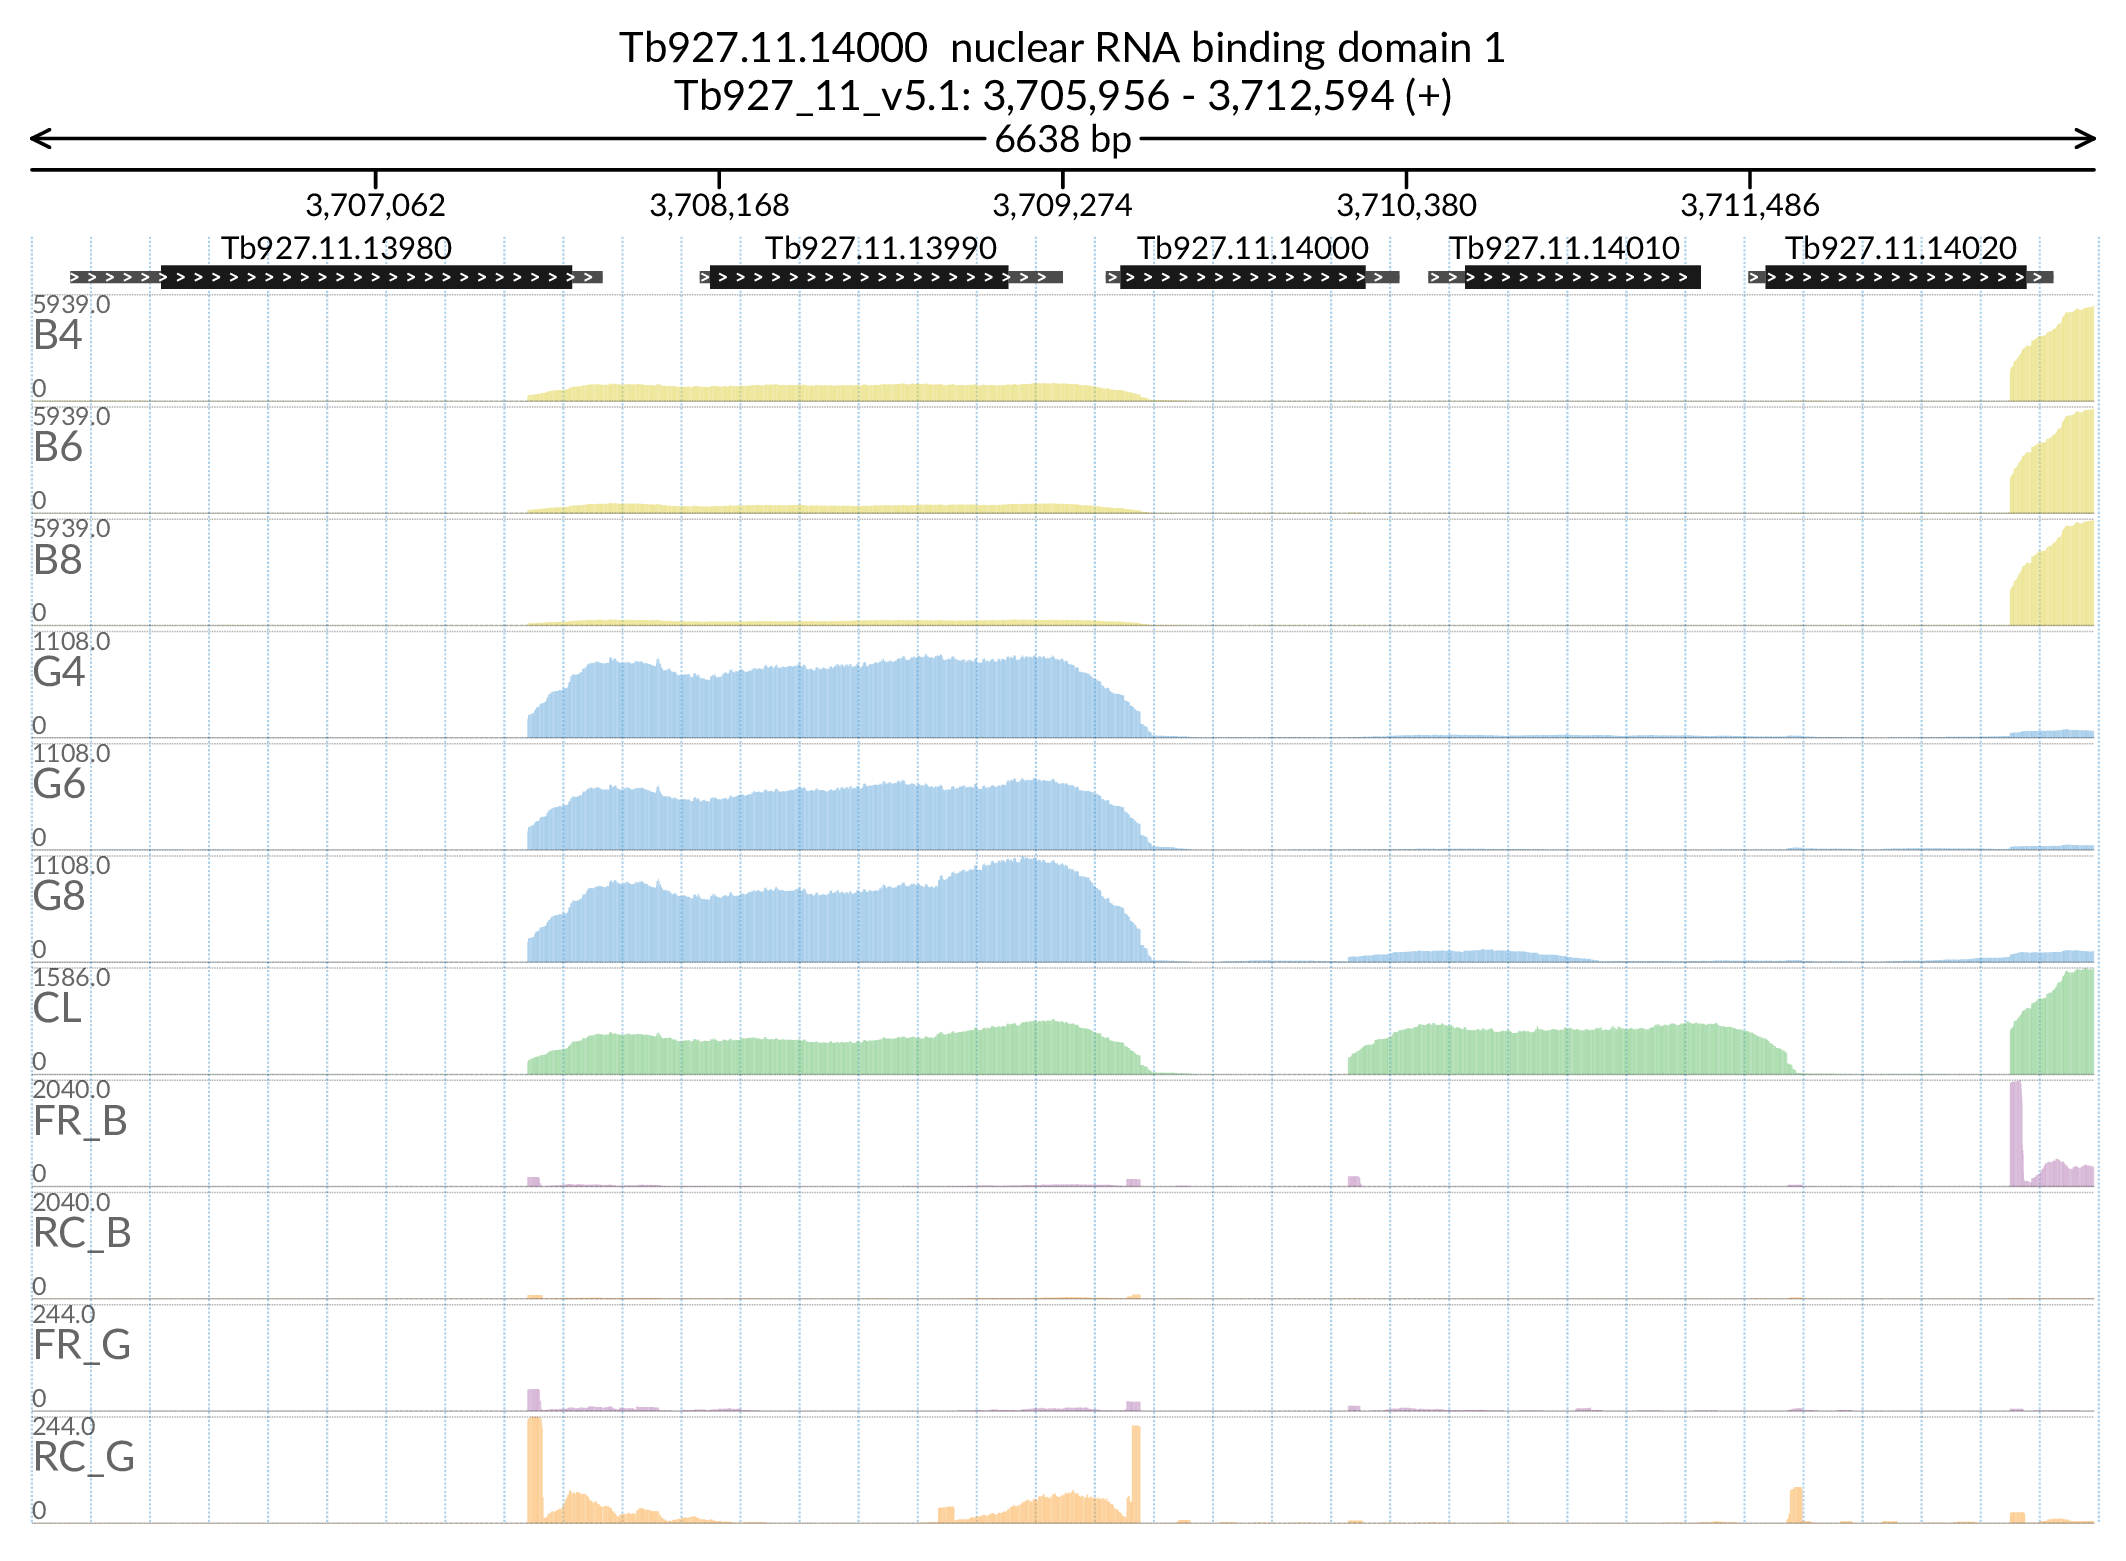 Tb927.11.14000  nuclear RNA binding domain 1
Tb927_11_v5.1: 3,705,956 - 3,712,594 (+)
6638 bp
3,707,062 3,708,168 3,709,274 3,710,380 3,711,486
Tb927.11.13980 Tb927.11.13990 Tb927.11.14000 Tb927.11.14010 Tb927.11.14020
5939.0
B4
0
5939.0
B6
0
5939.0
B8
0
1108.0
G4
0
1108.0
G6
0
1108.0
G8
0
1586.0
CL
0
2040.0
FR_B
0
2040.0
RC_B
0
244.0
FR_G
0
244.0
RC_G
0